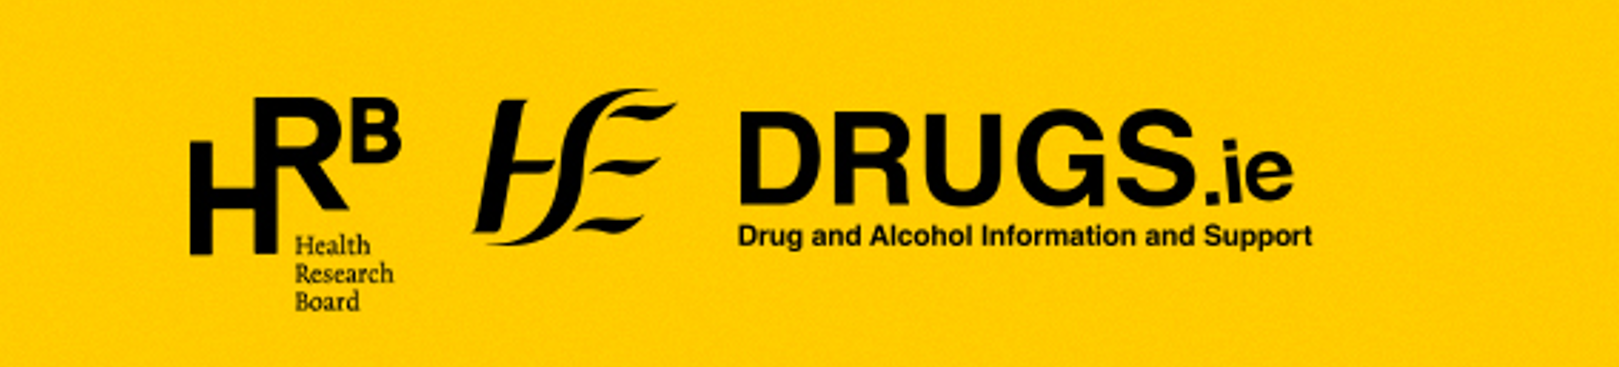 HRB
Health
Research
Board
HSE
DRUGS.ie
Drug and Alcohol Information and Support